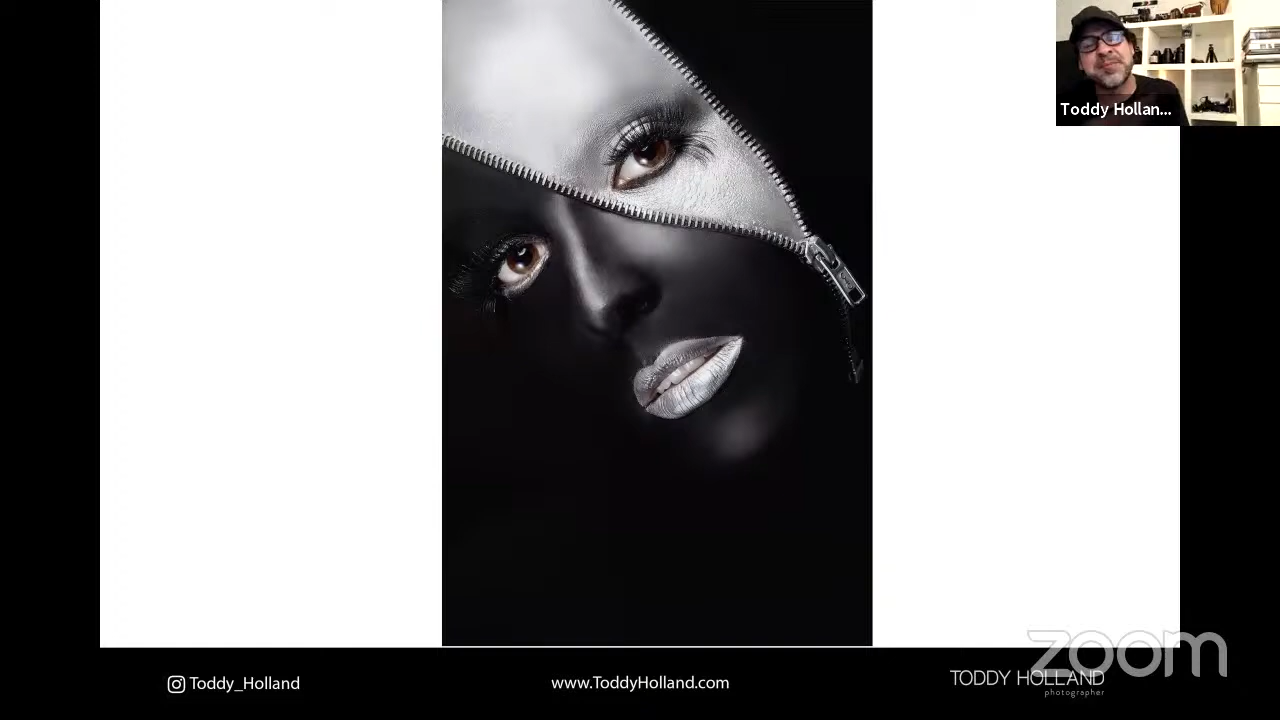 Toddy Hollan...
Toddy_Holland
www.ToddyHolland.com
TODDY HOLLAND
photographer
zoom